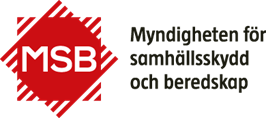 MSB
Myndigheten för
samhällsskydd
och beredskap